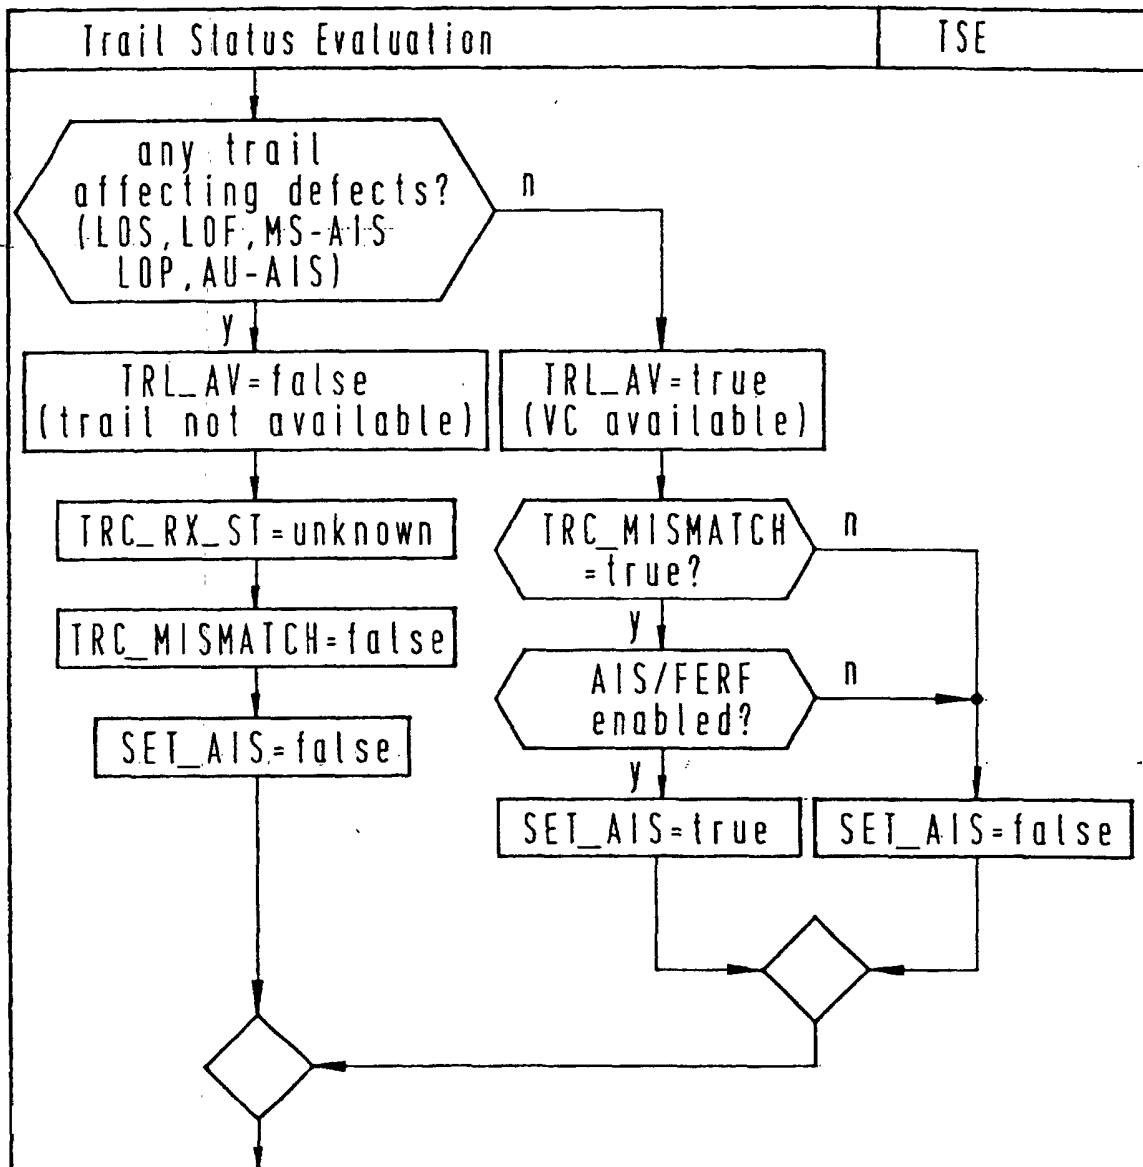 Trail Status Evaluation
TSE
any trail
affecting defects?
(LOS,LOF,MS-AIS
LOP,AU-AIS)
n
y
TRL_AV=false
(trail not available)
TRL_AV=true
(VC available)
TRC_RX_ST=unknown
TRC_MISMATCH
=true?
n
y
TRC_MISMATCH=false
AIS/FERF
enabled?
n
y
SET_AIS=false
SET_AIS=true
SET_AIS=false